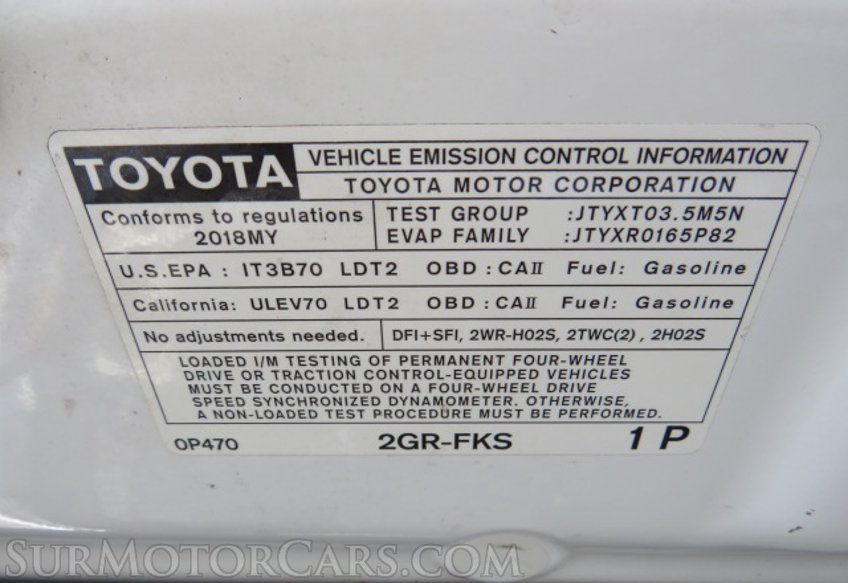 TOYOTA
VEHICLE EMISSION CONTROL INFORMATION
TOYOTA MOTOR CORPORATION
Conforms to regulations
2018MY
TEST GROUP :JTYXT03.5M5N
EVAP FAMILY :JTYXR0165P82
U.S.EPA : IT3B70 LDT2 OBD : CAII Fuel: Gasoline
California: ULEV70 LDT2 OBD : CAII Fuel: Gasoline
No adjustments needed.
DFI+SFI, 2WR-HO2S, 2TWC(2) , 2HO2S
LOADED I/M TESTING OF PERMANENT FOUR-WHEEL
DRIVE OR TRACTION CONTROL-EQUIPPED VEHICLES
MUST BE CONDUCTED ON A FOUR-WHEEL DRIVE
SPEED SYNCHRONIZED DYNAMOMETER. OTHERWISE,
A NON-LOADED TEST PROCEDURE MUST BE PERFORMED.
0P470 2GR-FKS 1 P
SURMOTORCARS.COM